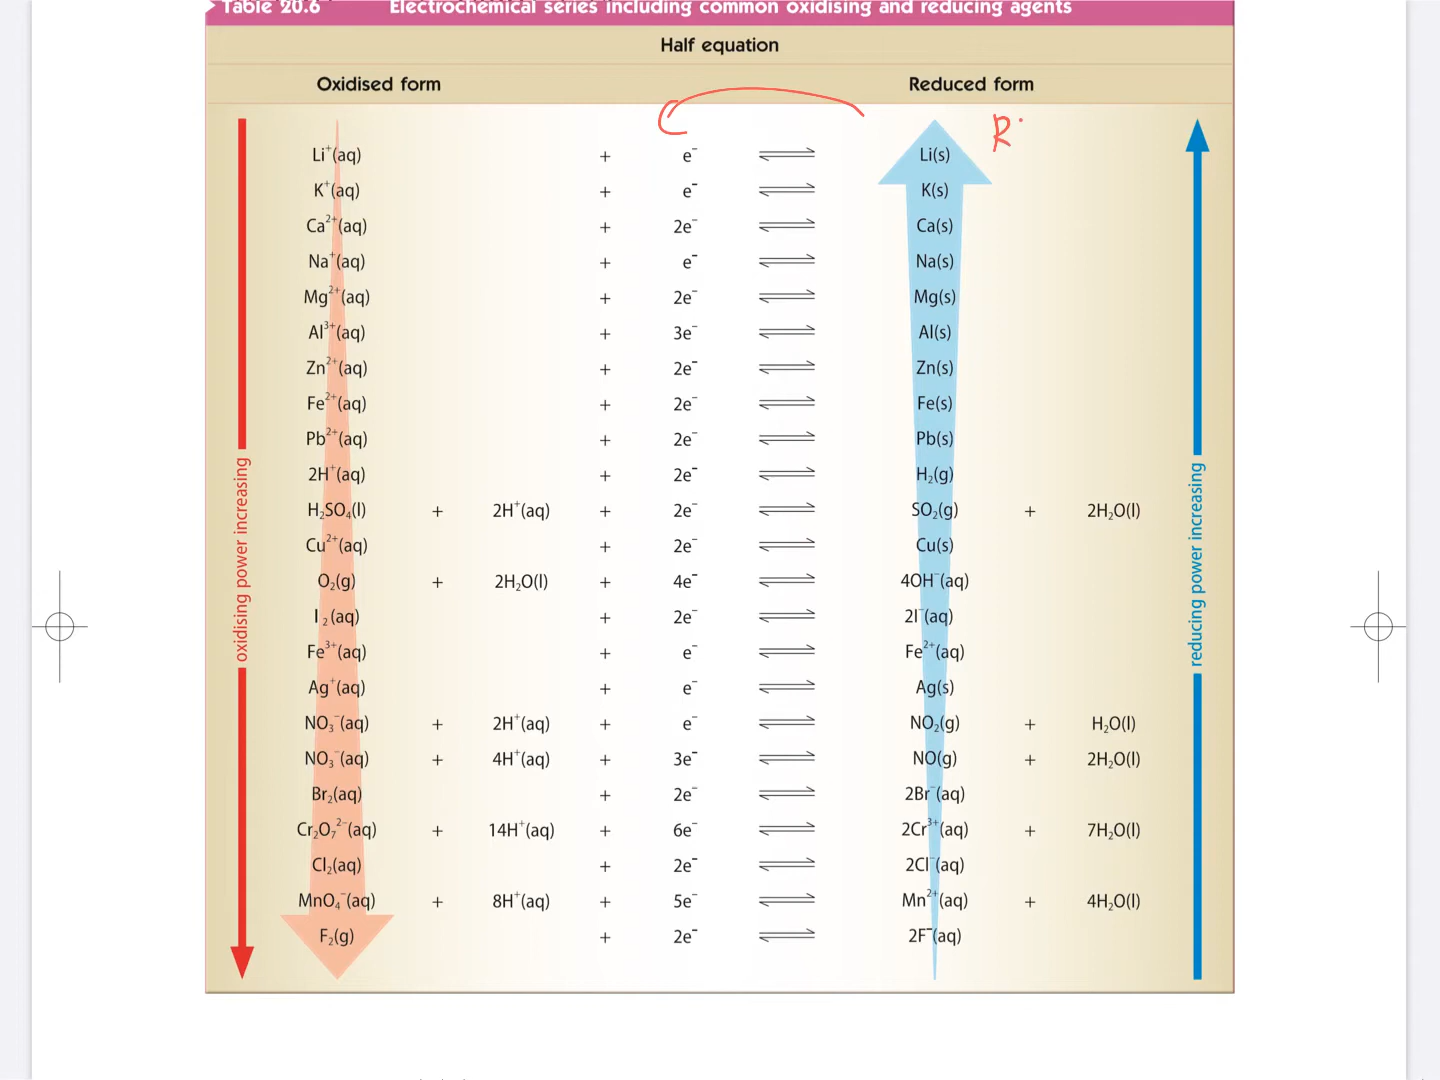 Table 20.6 Electrochemical series including common oxidising and reducing agents
Half equation
Oxidised form Reduced form
R
Li⁺(aq) + e⁻ ⇌ Li(s)
K⁺(aq) + e⁻ ⇌ K(s)
Ca²⁺(aq) + 2e⁻ ⇌ Ca(s)
Na⁺(aq) + e⁻ ⇌ Na(s)
Mg²⁺(aq) + 2e⁻ ⇌ Mg(s)
Al³⁺(aq) + 3e⁻ ⇌ Al(s)
Zn²⁺(aq) + 2e⁻ ⇌ Zn(s)
Fe²⁺(aq) + 2e⁻ ⇌ Fe(s)
Pb²⁺(aq) + 2e⁻ ⇌ Pb(s)
2H⁺(aq) + 2e⁻ ⇌ H₂(g)
H₂SO₄(l) + 2H⁺(aq) + 2e⁻ ⇌ SO₂(g) + 2H₂O(l)
Cu²⁺(aq) + 2e⁻ ⇌ Cu(s)
O₂(g) + 2H₂O(l) + 4e⁻ ⇌ 4OH⁻(aq)
I₂(aq) + 2e⁻ ⇌ 2I⁻(aq)
Fe³⁺(aq) + e⁻ ⇌ Fe²⁺(aq)
Ag⁺(aq) + e⁻ ⇌ Ag(s)
NO₃⁻(aq) + 2H⁺(aq) + e⁻ ⇌ NO₂(g) + H₂O(l)
NO₃⁻(aq) + 4H⁺(aq) + 3e⁻ ⇌ NO(g) + 2H₂O(l)
Br₂(aq) + 2e⁻ ⇌ 2Br⁻(aq)
Cr₂O₇²⁻(aq) + 14H⁺(aq) + 6e⁻ ⇌ 2Cr³⁺(aq) + 7H₂O(l)
Cl₂(aq) + 2e⁻ ⇌ 2Cl⁻(aq)
MnO₄⁻(aq) + 8H⁺(aq) + 5e⁻ ⇌ Mn²⁺(aq) + 4H₂O(l)
F₂(g) + 2e⁻ ⇌ 2F⁻(aq)
oxidising power increasing
reducing power increasing